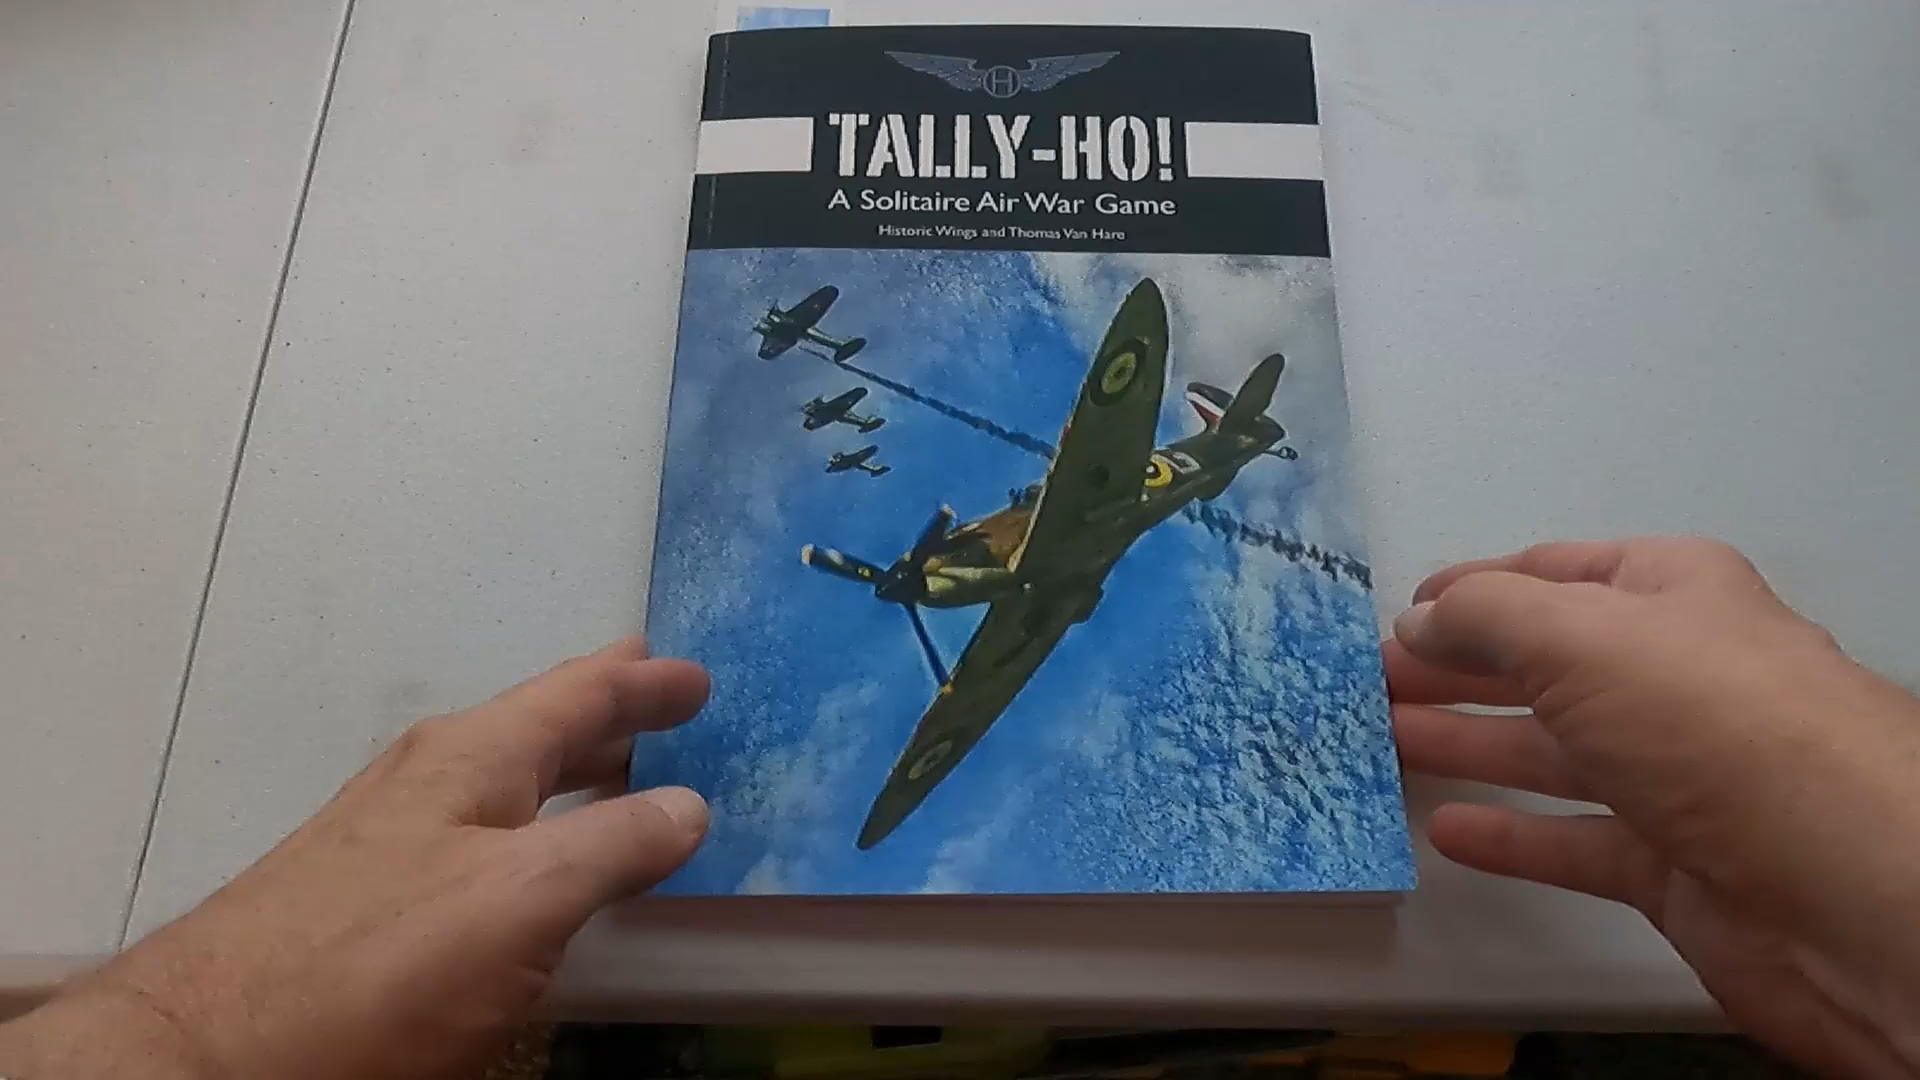 H
TALLY-HO!
A Solitaire Air War Game
Historic Wings and Thomas Van Hare